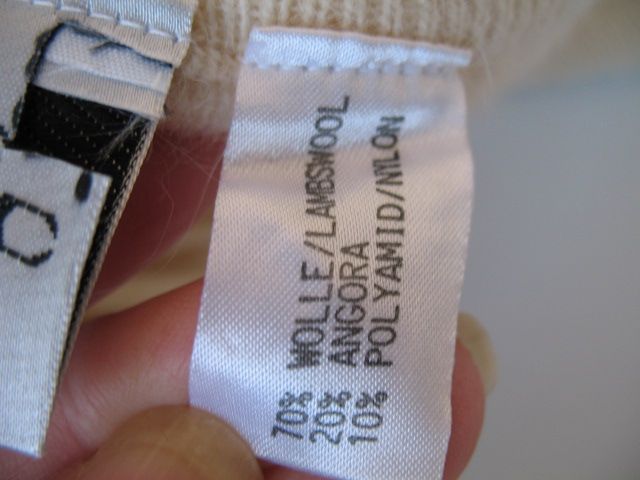 70% WOLLE/LAMBSWOOL
20% ANGORA
10% POLYAMID/NYLON